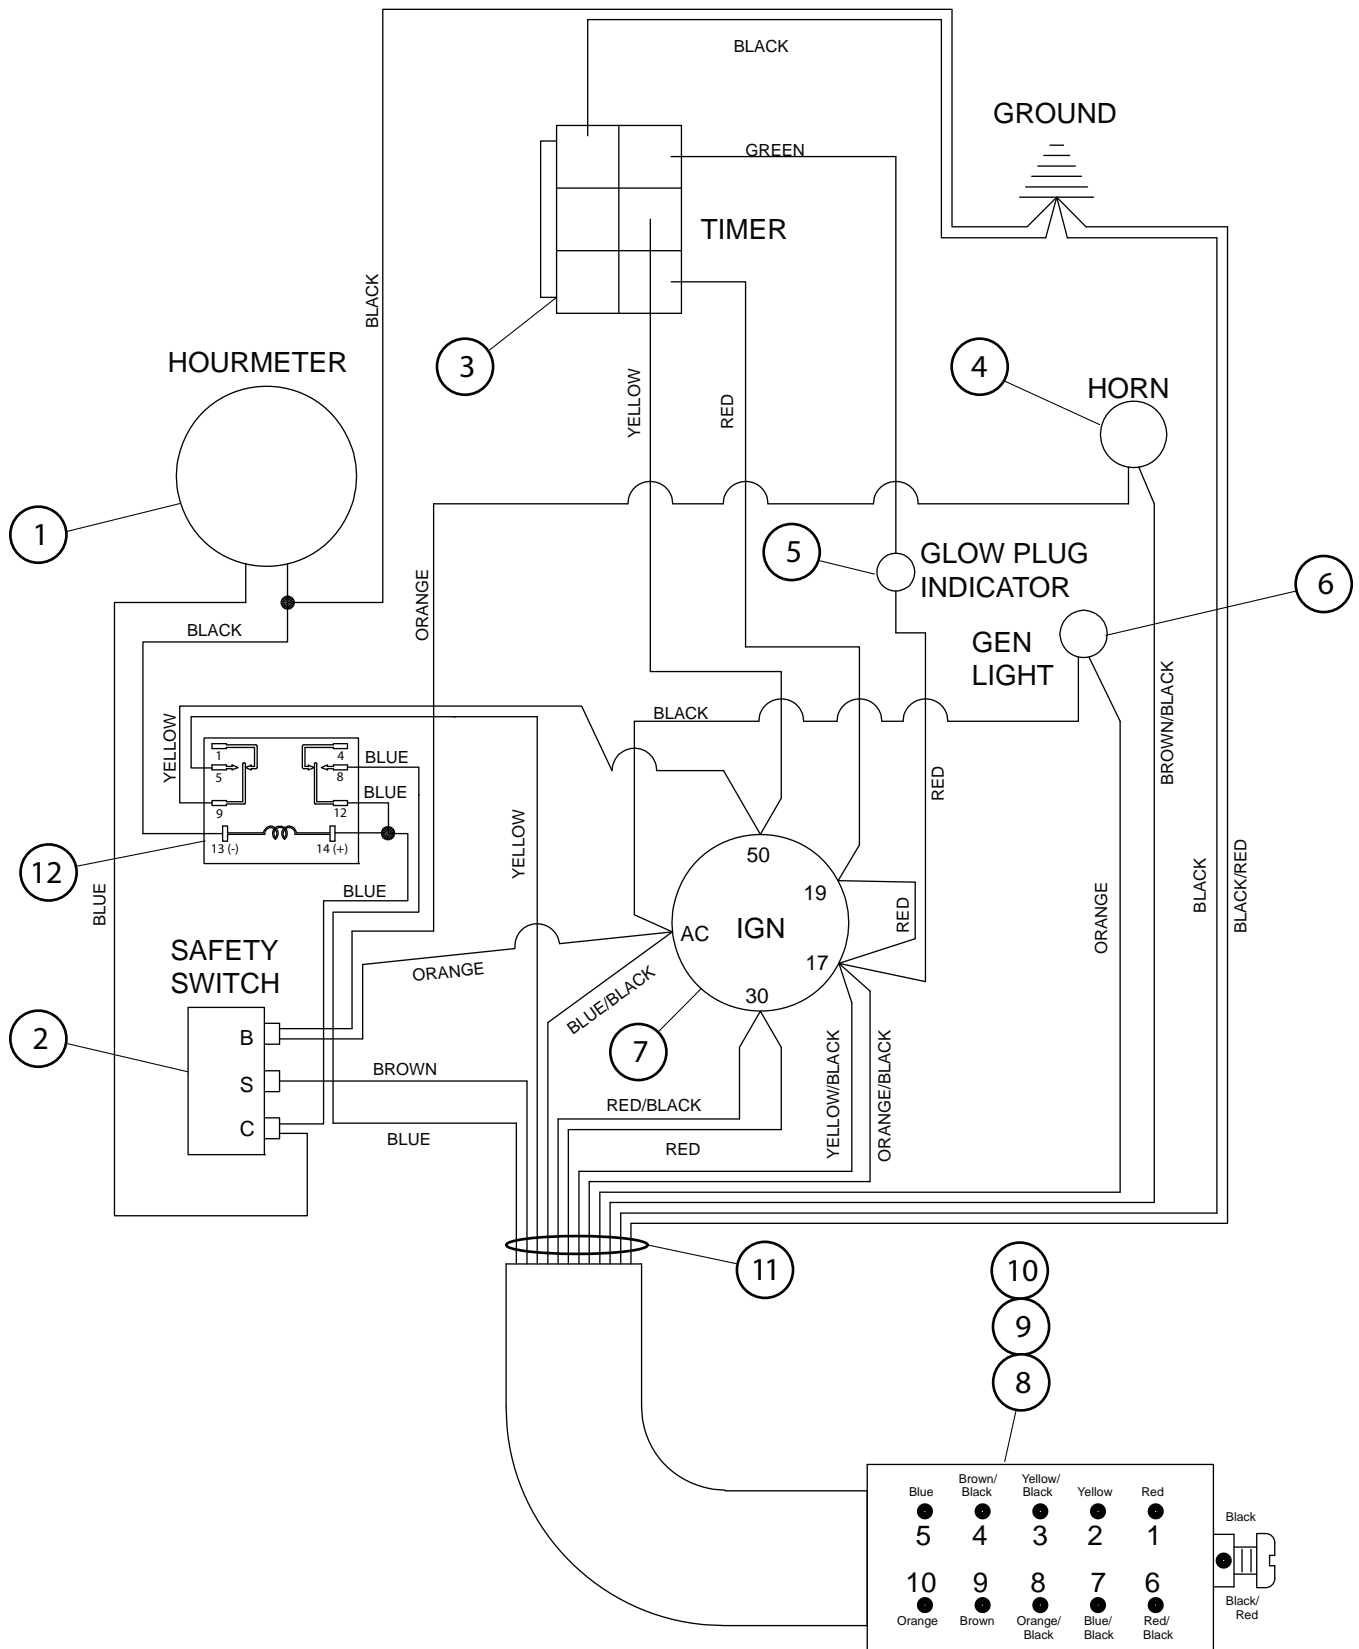 BLACK
GROUND
GREEN
TIMER
BLACK
3
HOURMETER
4
HORN
YELLOW
RED
1
5
GLOW PLUG
INDICATOR
6
ORANGE
BLACK
GEN
LIGHT
BLACK
BROWN/BLACK
YELLOW
1
4
BLUE
5
8
BLUE
9
12
13 (-)
14 (+)
RED
YELLOW
12
BLUE
BLUE
50
19
BLACK
BLACK/RED
ORANGE
RED
SAFETY
SWITCH
AC
IGN
17
ORANGE
BLUE/BLACK
30
2
B
7
S
BROWN
C
BLUE
RED/BLACK
RED
YELLOW/BLACK
ORANGE/BLACK
11
10
9
8
Blue
Brown/
Black
Yellow/
Black
Yellow
Red
5 4 3 2 1
Black
10 9 8 7 6
Orange
Brown
Orange/
Black
Blue/
Black
Red/
Black
Black/
Red